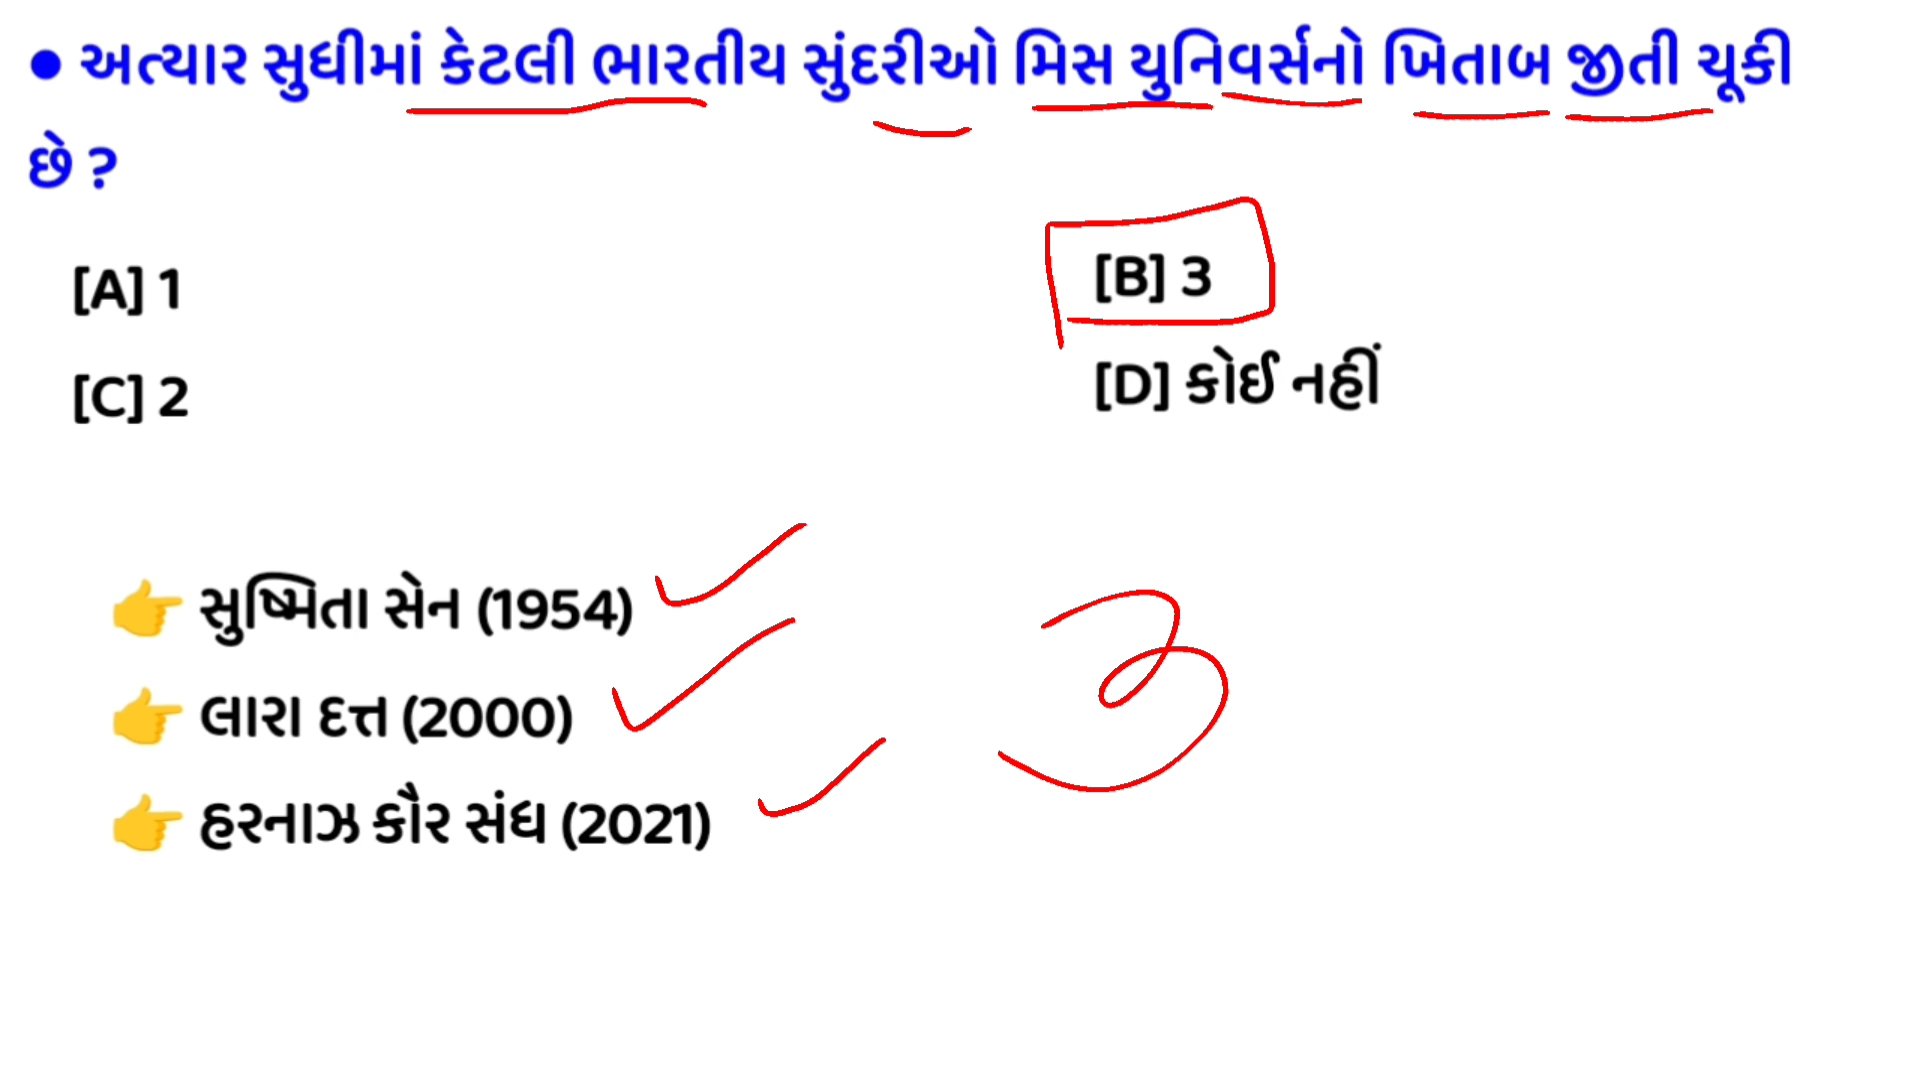 ● અત્યાર સુધીમાં કેટલી ભારતીય સુંદરીઓ મિસ યુનિવર્સનો ખિતાબ જીતી ચૂકી
છે ?
[A] 1
[B] 3
[C] 2
[D] કોઈ નહીં
👉 સુષ્મિતા સેન (1954)
👉 લારા દત્ત (2000)
👉 હરનાઝ કૌર સંધ (2021)
3